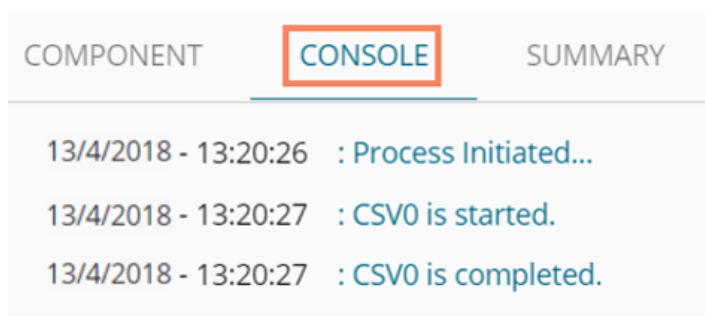 COMPONENT CONSOLE SUMMARY
13/4/2018 - 13:20:26 : Process Initiated...
13/4/2018 - 13:20:27 : CSV0 is started.
13/4/2018 - 13:20:27 : CSV0 is completed.